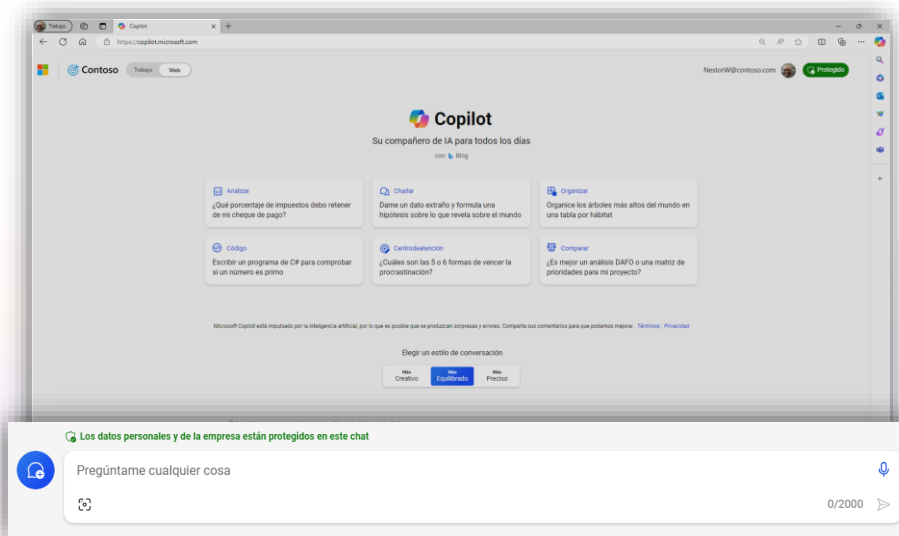 Trabajo
Copilot
https://copilot.microsoft.com
Contoso
Trabajo Web
NestorW@contoso.com
Protegido
Copilot
Su compañero de IA para todos los días
con Bing
Analizar
¿Qué porcentaje de impuestos debo retener
de mi cheque de pago?
Charlar
Dame un dato extraño y formula una
hipótesis sobre lo que revela sobre el mundo
Organizar
Organice los árboles más altos del mundo en
una tabla por hábitat
Código
Escribir un programa de C# para comprobar
si un número es primo
Centrodeatención
¿Cuáles son las 5 o 6 formas de vencer la
procrastinación?
Comparar
¿Es mejor un análisis DAFO o una matriz de
prioridades para mi proyecto?
Microsoft Copilot está impulsado por la inteligencia artificial, por lo que es posible que se produzcan sorpresas y errores. Comparta sus comentarios para que podamos mejorar. Términos | Privacidad
Elegir un estilo de conversación
Más
Creativo
Más
Equilibrado
Más
Preciso
Los datos personales y de la empresa están protegidos en este chat
Pregúntame cualquier cosa
0/2000